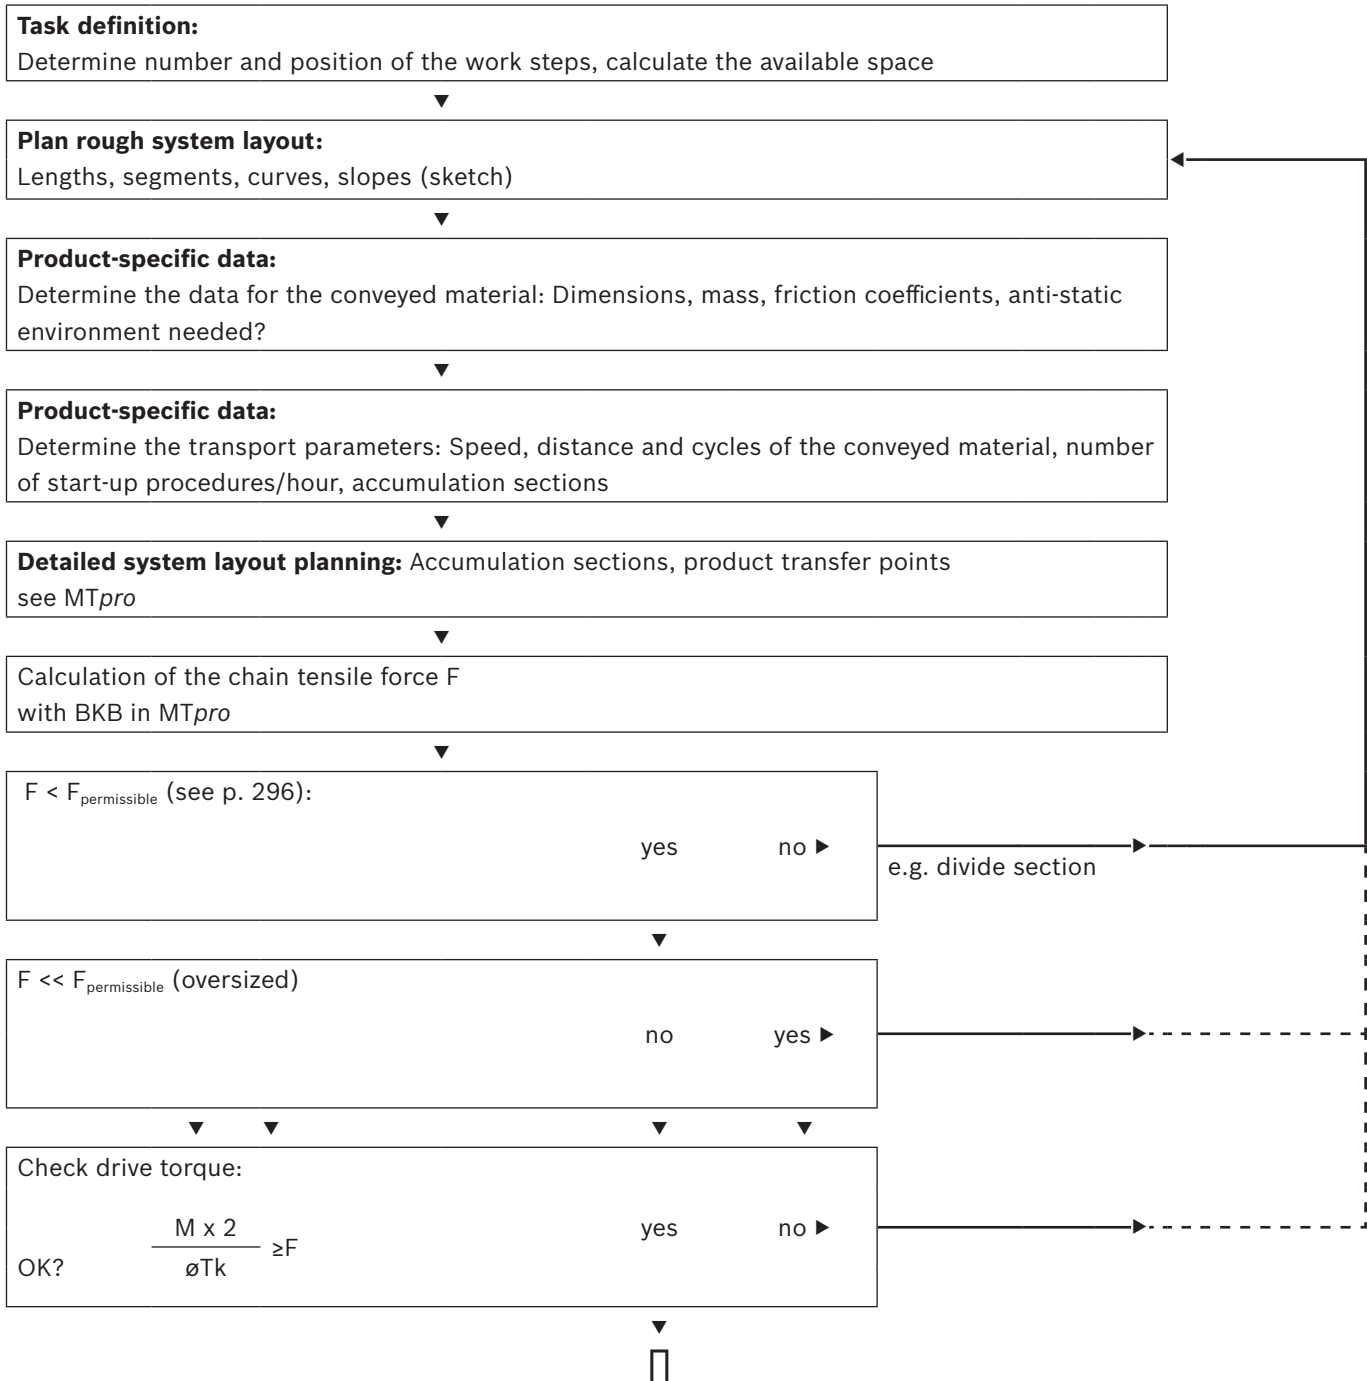 Task definition:
Determine number and position of the work steps, calculate the available space
Plan rough system layout:
Lengths, segments, curves, slopes (sketch)
Product-specific data:
Determine the data for the conveyed material: Dimensions, mass, friction coefficients, anti-static
environment needed?
Product-specific data:
Determine the transport parameters: Speed, distance and cycles of the conveyed material, number
of start-up procedures/hour, accumulation sections
Detailed system layout planning: Accumulation sections, product transfer points
see MTpro
Calculation of the chain tensile force F
with BKB in MTpro
F < Fpermissible (see p. 296):
yes no
e.g. divide section
F << Fpermissible (oversized)
no yes
Check drive torque:
M x 2
yes no
≥F
OK?
øTk